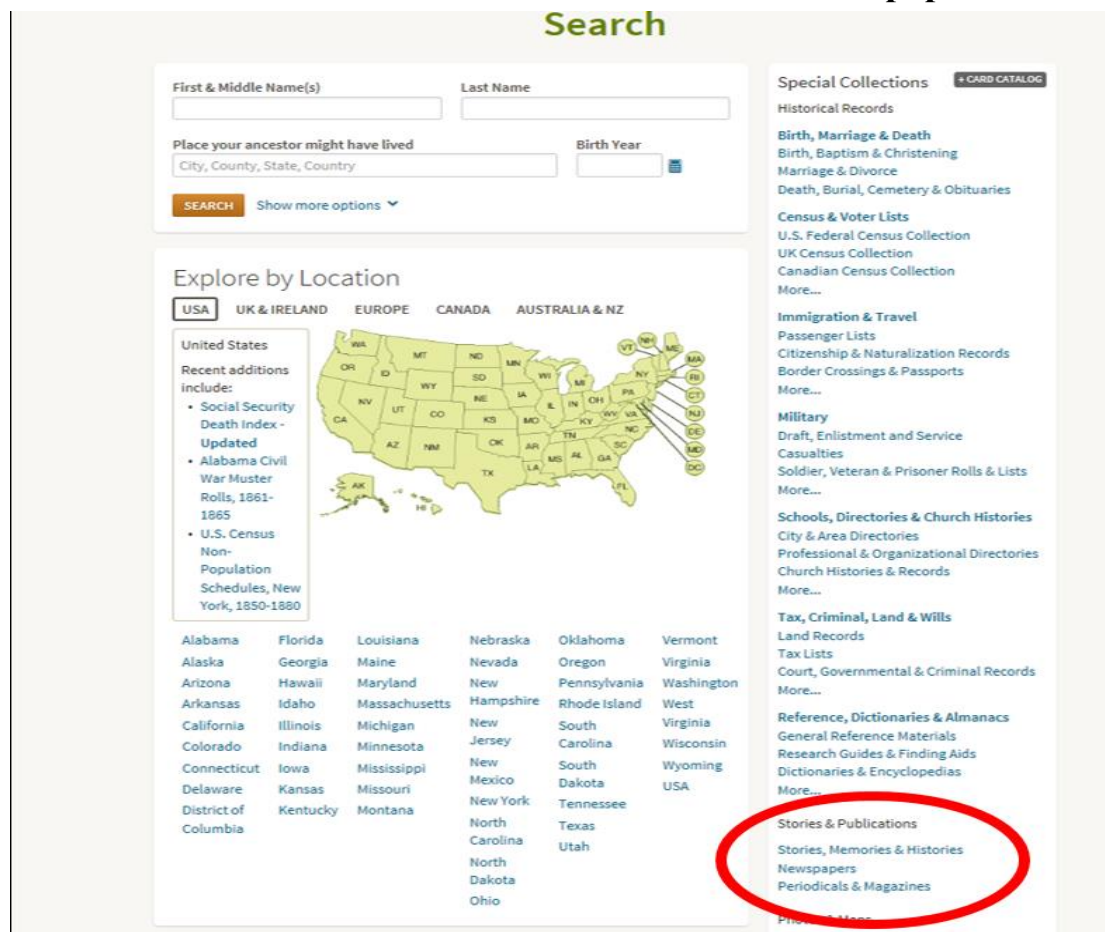 Search
First & Middle Name(s)
Last Name
Place your ancestor might have lived
Birth Year
City, County, State, Country
SEARCH
Show more options
Explore by Location
USA
UK & IRELAND
EUROPE
CANADA
AUSTRALIA & NZ
United States
Recent additions
include:
• Social Security
Death Index -
Updated
• Alabama Civil
War Muster
Rolls, 1861-
1865
• U.S. Census
Non-
Population
Schedules, New
York, 1850-1880
WA
MT
ND
MN
VT
NH
ME
OR
ID
SD
WI
MI
NY
MA
RI
WY
NE
IA
IL
IN
OH
PA
CT
NV
UT
CO
KS
MO
KY
WV
VA
NJ
CA
NC
DE
AZ
NM
OK
AR
TN
SC
MD
TX
LA
MS
AL
GA
DC
AK
HI
FL
Alabama
Alaska
Arizona
Arkansas
California
Colorado
Connecticut
Delaware
District of
Columbia
Florida
Georgia
Hawaii
Idaho
Illinois
Indiana
Iowa
Kansas
Kentucky
Louisiana
Maine
Maryland
Massachusetts
Michigan
Minnesota
Mississippi
Missouri
Montana
Nebraska
Nevada
New
Hampshire
New
Jersey
New
Mexico
New York
North
Carolina
North
Dakota
Ohio
Oklahoma
Oregon
Pennsylvania
Rhode Island
South
Carolina
South
Dakota
Tennessee
Texas
Utah
Vermont
Virginia
Washington
West
Virginia
Wisconsin
Wyoming
USA
Special Collections
+ CARD CATALOG
Historical Records
Birth, Marriage & Death
Birth, Baptism & Christening
Marriage & Divorce
Death, Burial, Cemetery & Obituaries
Census & Voter Lists
U.S. Federal Census Collection
UK Census Collection
Canadian Census Collection
More...
Immigration & Travel
Passenger Lists
Citizenship & Naturalization Records
Border Crossings & Passports
More...
Military
Draft, Enlistment and Service
Casualties
Soldier, Veteran & Prisoner Rolls & Lists
More...
Schools, Directories & Church Histories
City & Area Directories
Professional & Organizational Directories
Church Histories & Records
More...
Tax, Criminal, Land & Wills
Land Records
Tax Lists
Court, Governmental & Criminal Records
More...
Reference, Dictionaries & Almanacs
General Reference Materials
Research Guides & Finding Aids
Dictionaries & Encyclopedias
More...
Stories & Publications
Stories, Memories & Histories
Newspapers
Periodicals & Magazines